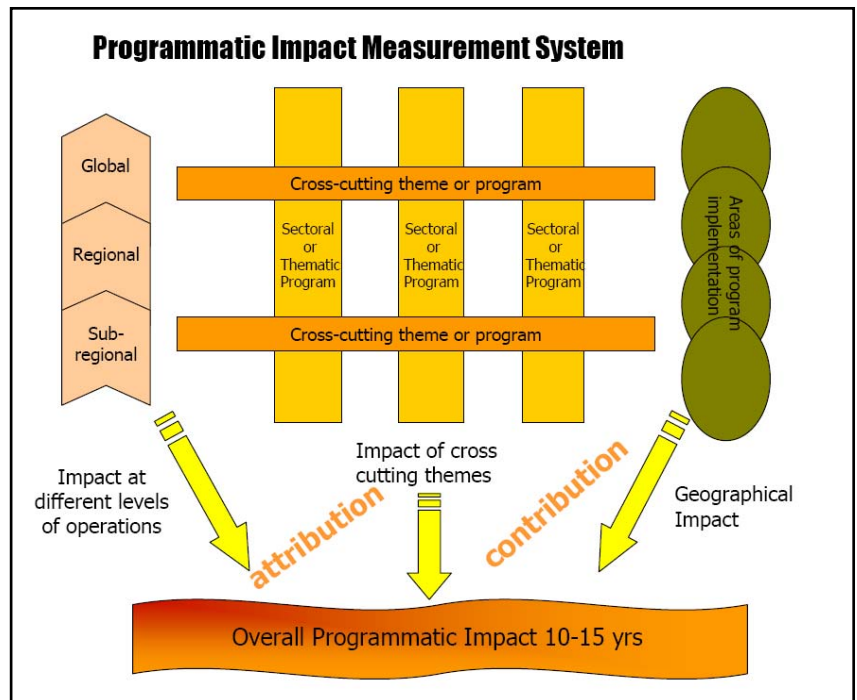 Programmatic Impact Measurement System
Global
Regional
Sub-
regional
Cross-cutting theme or program
Sectoral
or
Thematic
Program
Sectoral
or
Thematic
Program
Sectoral
or
Thematic
Program
Cross-cutting theme or program
Areas of program
implementation
Impact at
different levels
of operations
attribution
Impact of cross
cutting themes
contribution
Geographical
Impact
Overall Programmatic Impact 10-15 yrs